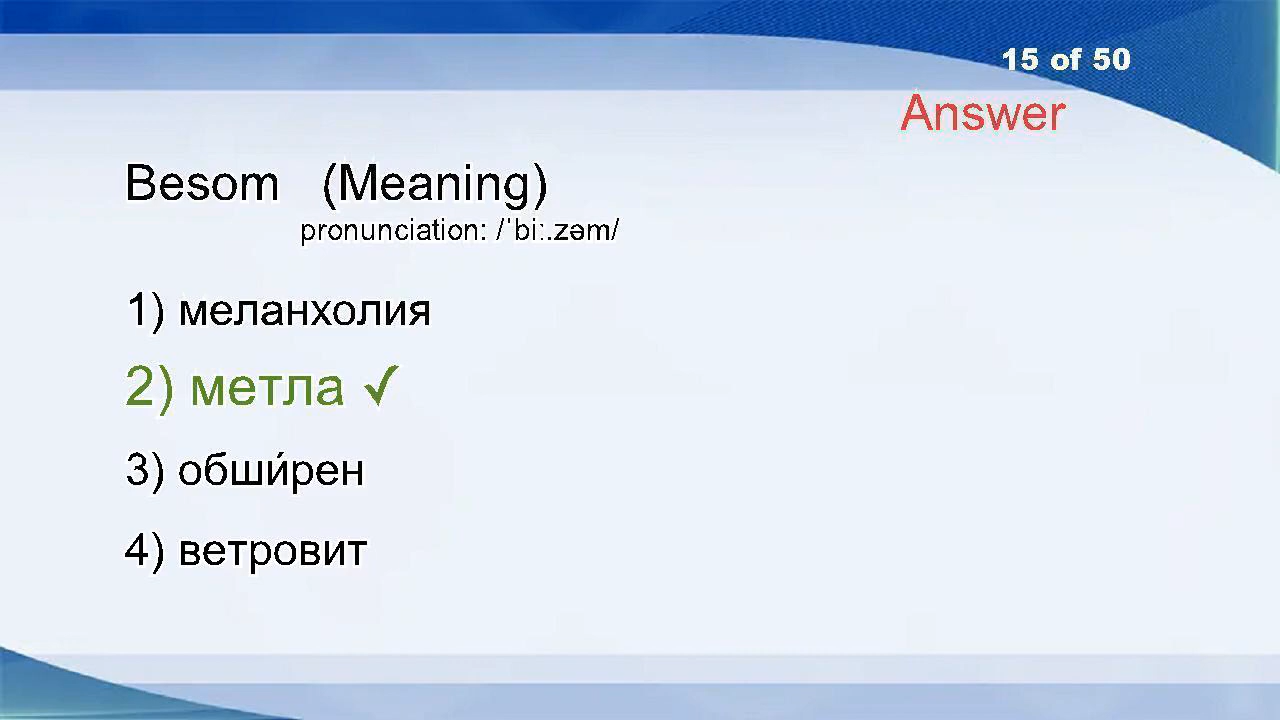 15 of 50
Answer
Besom (Meaning)
pronunciation: /ˈbiː.zəm/
1) меланхолия
2) метла ✓
3) обши́рен
4) ветровит